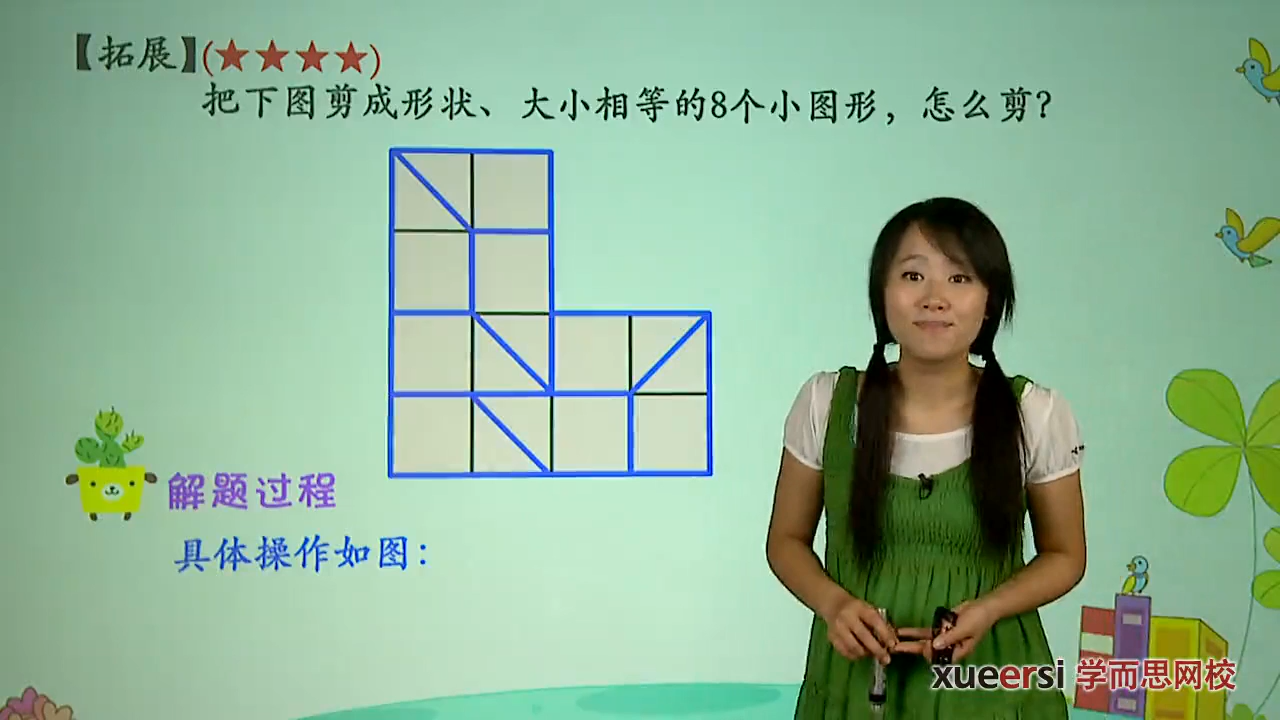 【拓展】(★★★★)
把下图剪成形状、大小相等的8个小图形，怎么剪？
解题过程
具体操作如图：
xueersi 学而思网校